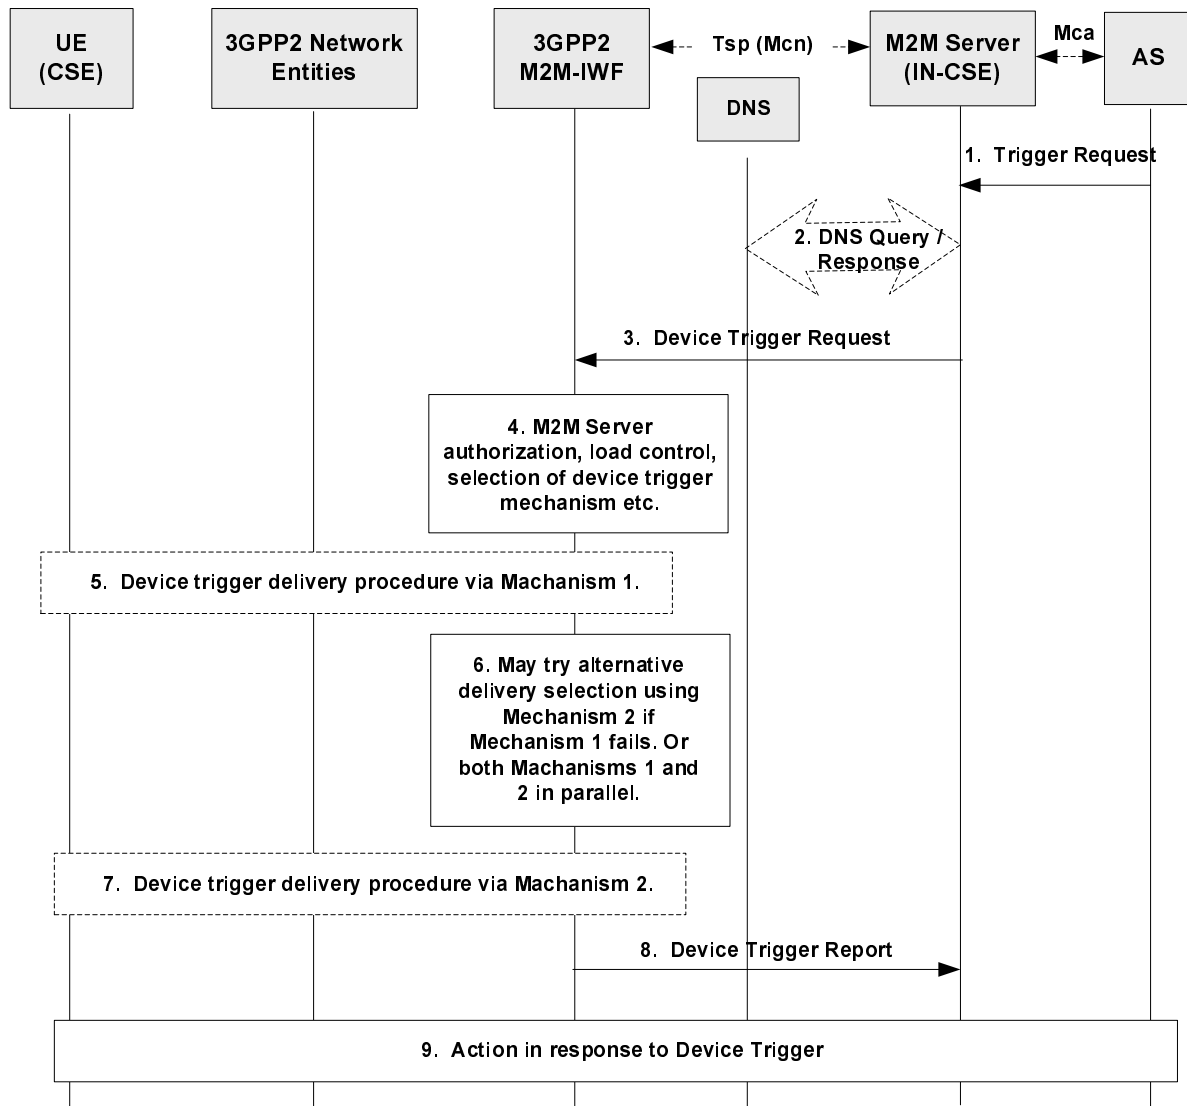 UE
(CSE)
3GPP2 Network
Entities
3GPP2
M2M-IWF
Tsp (Mcn)
M2M Server
(IN-CSE)
Mca
AS
DNS
1. Trigger Request
2. DNS Query /
Response
3. Device Trigger Request
4. M2M Server
authorization, load control,
selection of device trigger
mechanism etc.
5. Device trigger delivery procedure via Machanism 1.
6. May try alternative
delivery selection using
Mechanism 2 if
Mechanism 1 fails. Or
both Machanisms 1 and
2 in parallel.
7. Device trigger delivery procedure via Machanism 2.
8. Device Trigger Report
9. Action in response to Device Trigger